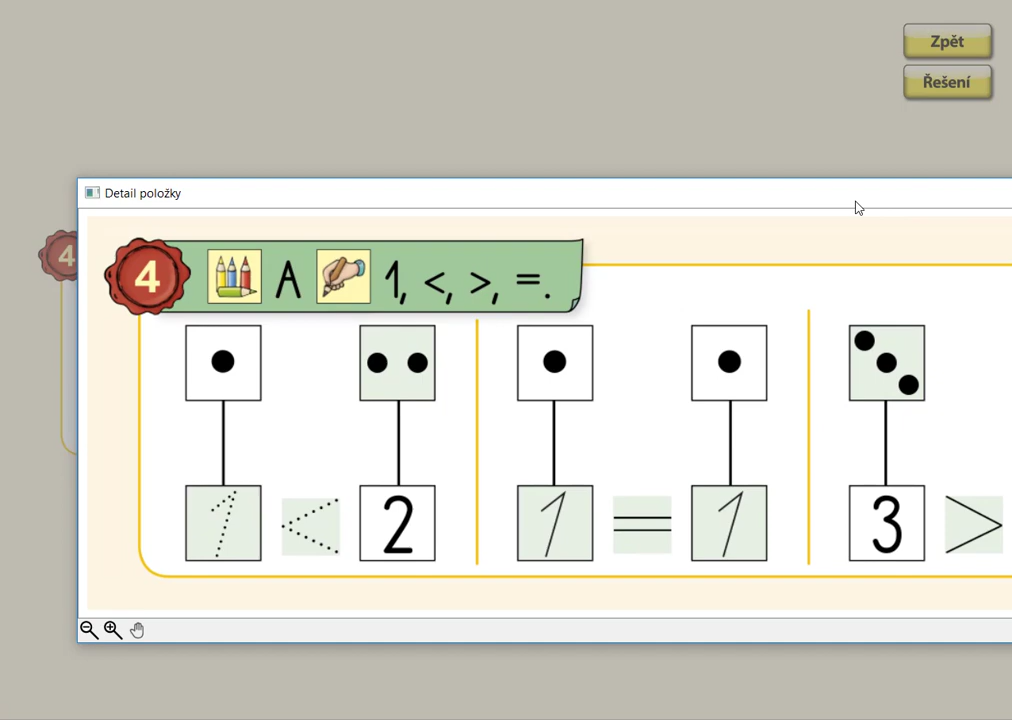 Zpět
Řešení
Detail položky
4
4 A 1, <, >, =.
1 < 2 1 = 1 3 >